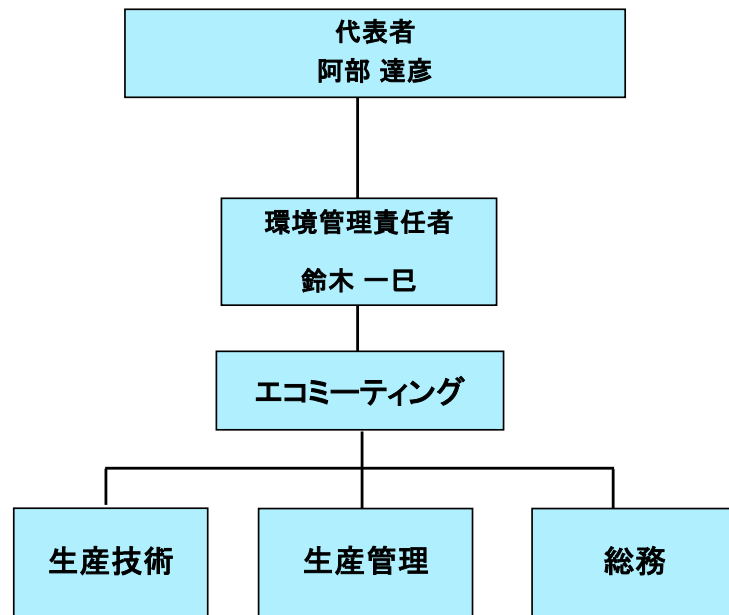 代表者
阿部 達彦
環境管理責任者
鈴木 一巳
エコミーティング
生産技術
生産管理
総務